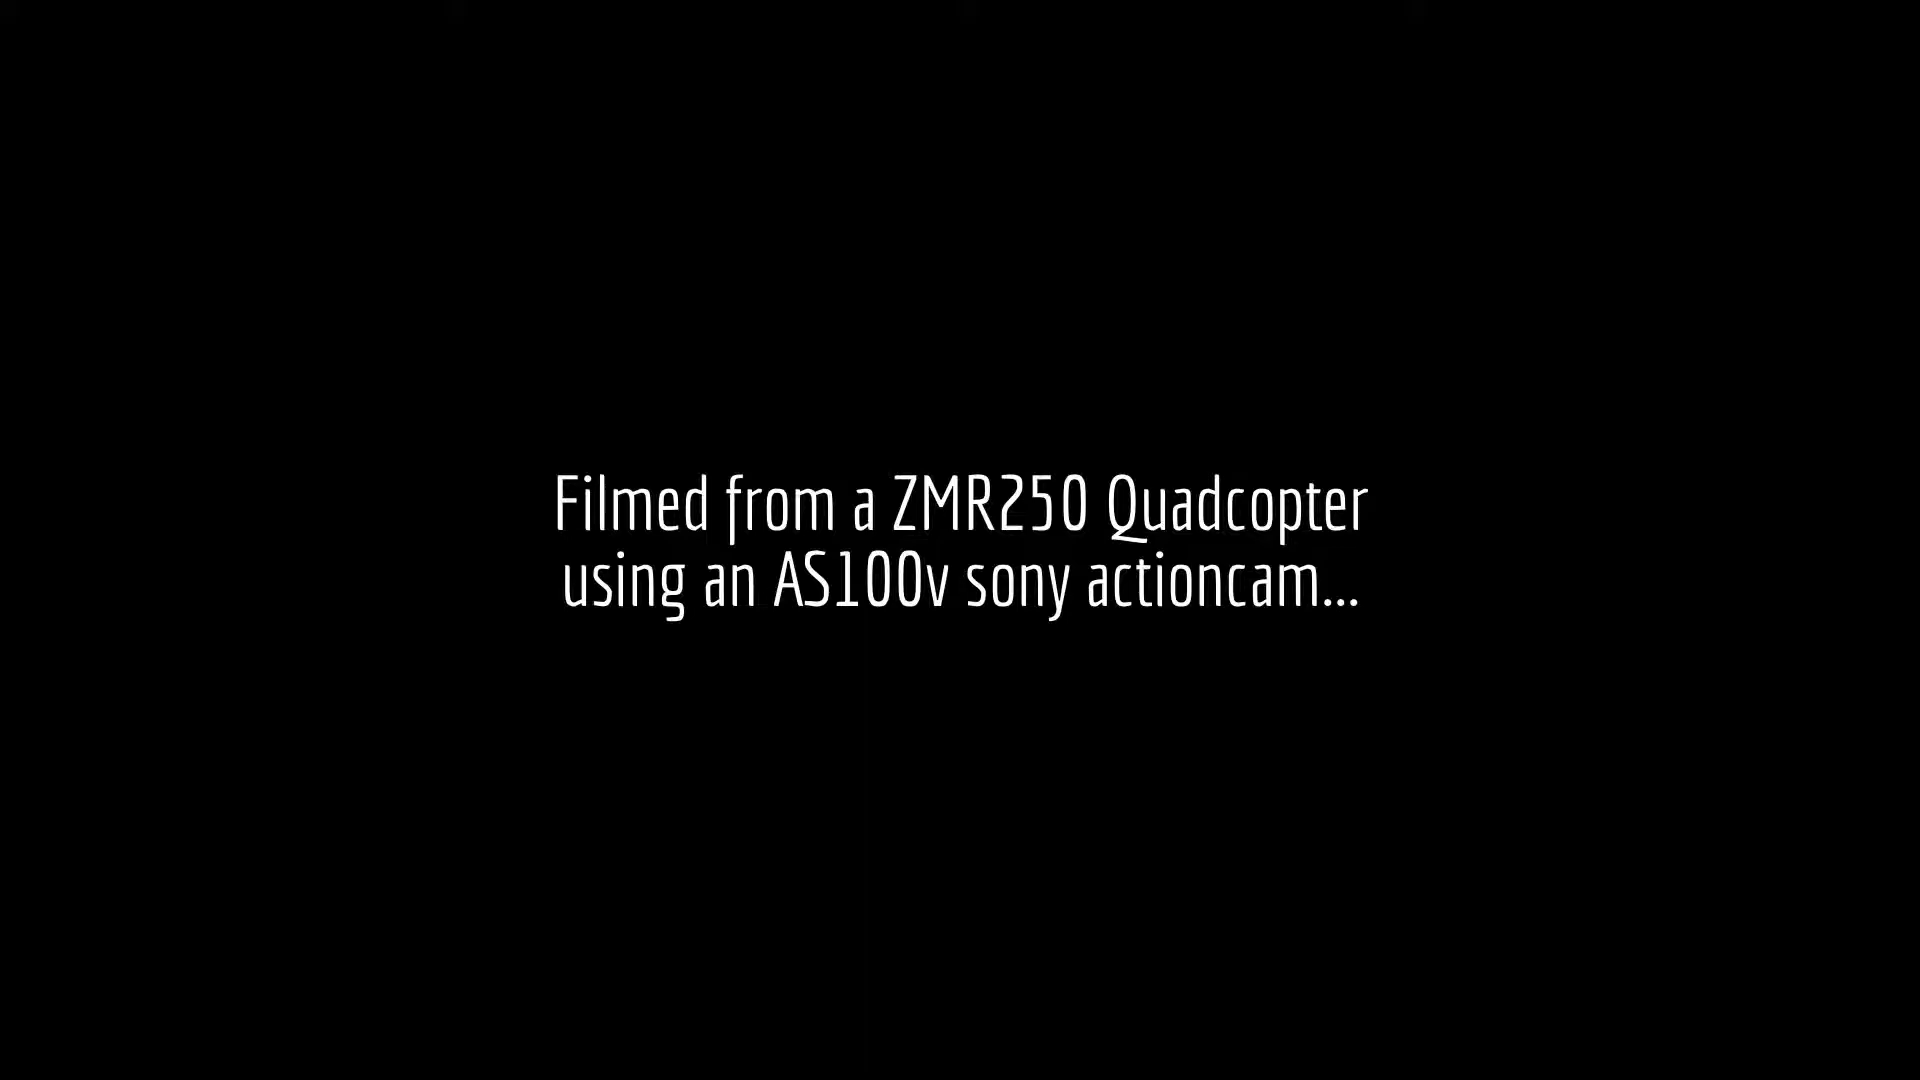 Filmed from a ZMR250 Quadcopter
using an AS100v sony actioncam...